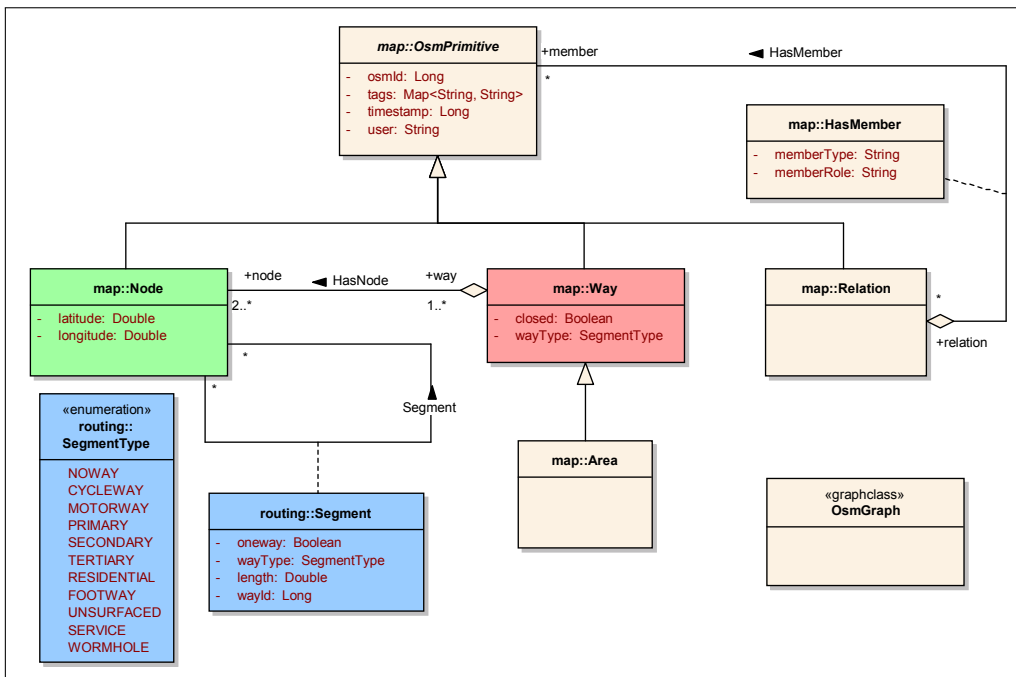 map::OsmPrimitive
- osmId: Long
- tags: Map<String, String>
- timestamp: Long
- user: String
+member
*
HasMember
map::HasMember
- memberType: String
- memberRole: String
map::Node
- latitude: Double
- longitude: Double
+node
2..*
HasNode
+way
1..*
map::Way
- closed: Boolean
- wayType: SegmentType
map::Relation
*
+relation
*
*
Segment
«enumeration»
routing::
SegmentType
NOWAY
CYCLEWAY
MOTORWAY
PRIMARY
SECONDARY
TERTIARY
RESIDENTIAL
FOOTWAY
UNSURFACED
SERVICE
WORMHOLE
routing::Segment
- oneway: Boolean
- wayType: SegmentType
- length: Double
- wayId: Long
map::Area
«graphclass»
OsmGraph